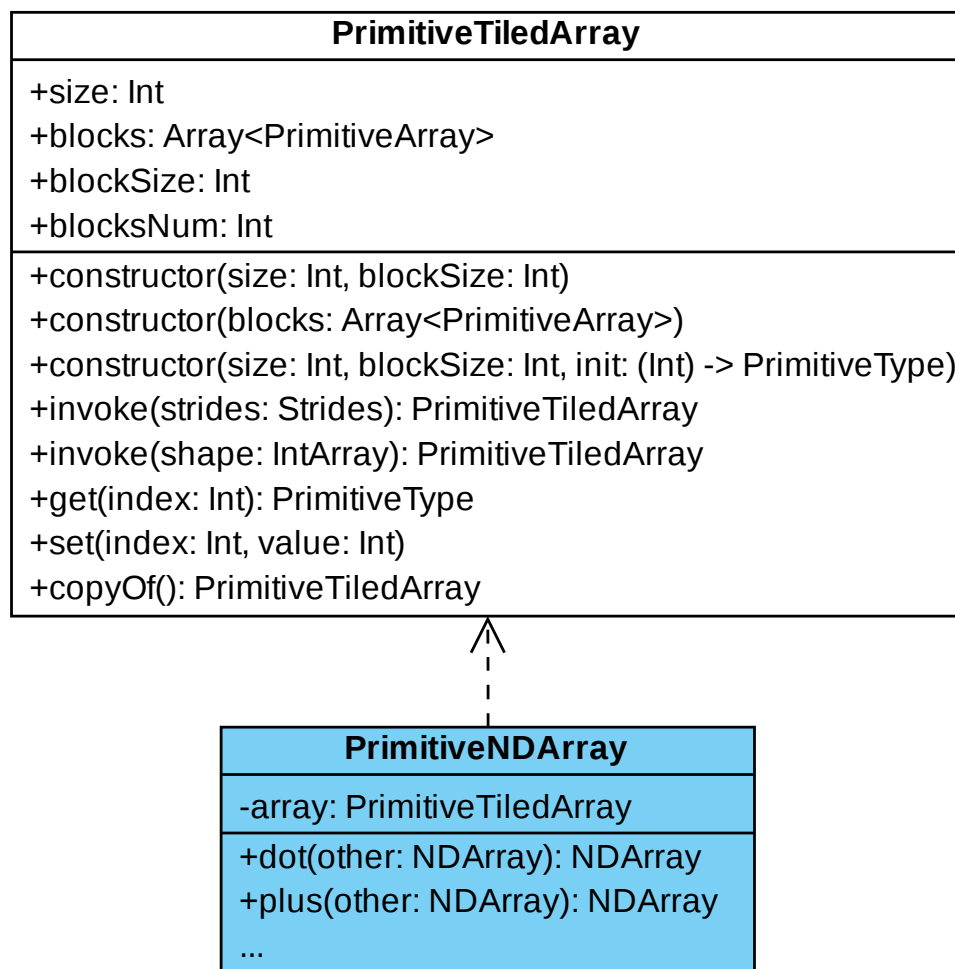 PrimitiveTiledArray
+size: Int
+blocks: Array<PrimitiveArray>
+blockSize: Int
+blocksNum: Int
+constructor(size: Int, blockSize: Int)
+constructor(blocks: Array<PrimitiveArray>)
+constructor(size: Int, blockSize: Int, init: (Int) -> PrimitiveType)
+invoke(strides: Strides): PrimitiveTiledArray
+invoke(shape: IntArray): PrimitiveTiledArray
+get(index: Int): PrimitiveType
+set(index: Int, value: Int)
+copyOf(): PrimitiveTiledArray
PrimitiveNDArray
-array: PrimitiveTiledArray
+dot(other: NDArray): NDArray
+plus(other: NDArray): NDArray
...